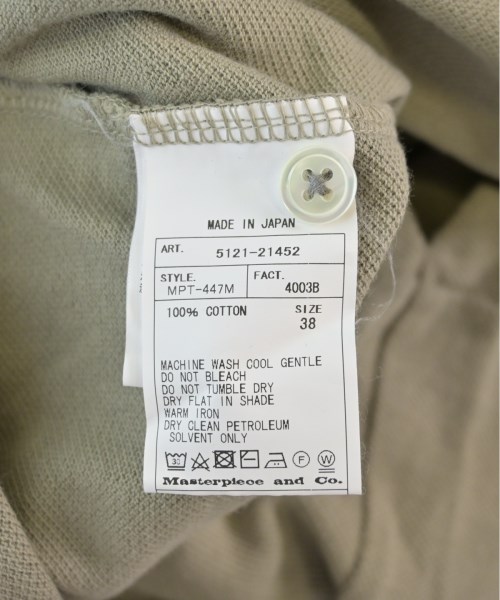 MADE IN JAPAN
ART. 5121-21452
STYLE. FACT.
MPT-447M 4003B
100% COTTON SIZE
38
MACHINE WASH COOL GENTLE
DO NOT BLEACH
DO NOT TUMBLE DRY
DRY FLAT IN SHADE
WARM IRON
DRY CLEAN PETROLEUM
SOLVENT ONLY
30 F W
Masterpiece and Co.